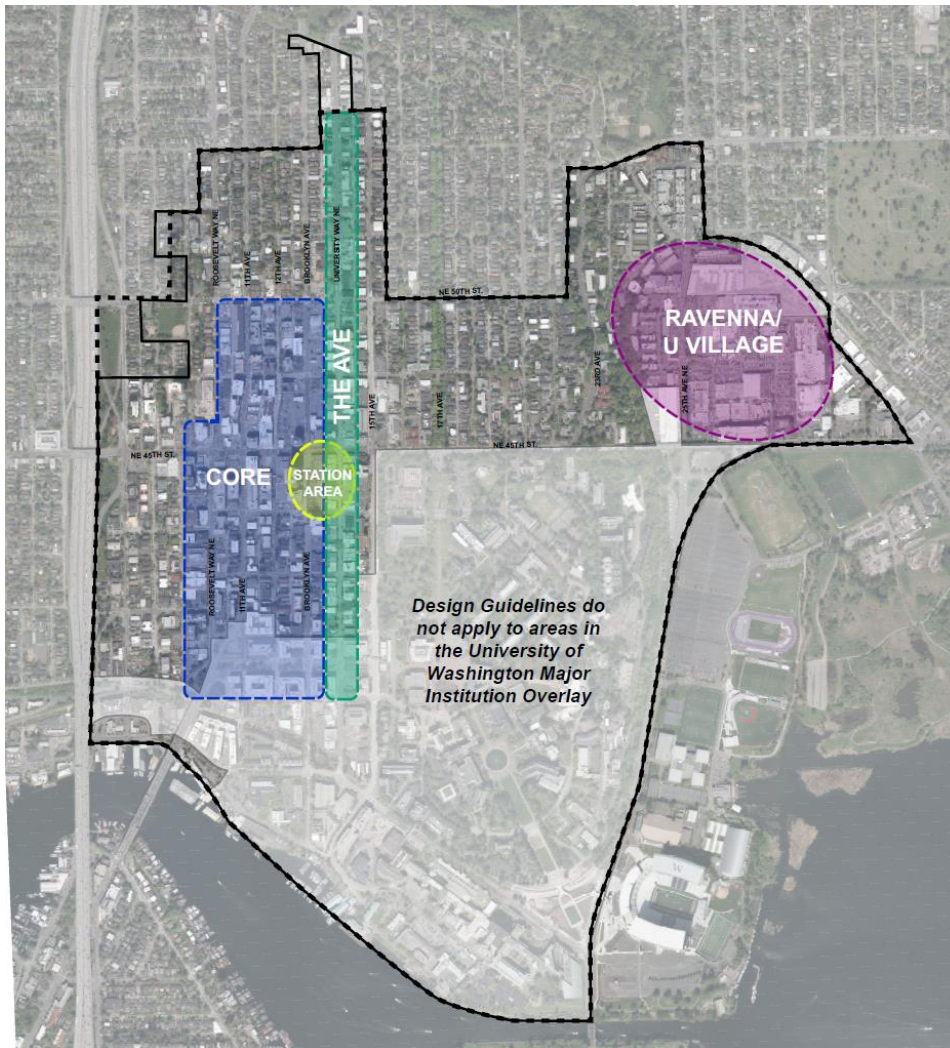 ROOSEVELT WAY NE
11TH AVE
12TH AVE
BROOKLYN AVE
UNIVERSITY WAY NE
NE 50TH ST.
RAVENNA/
U VILLAGE
THE AVE
23RD AVE
25TH AVE NE
15TH AVE
17TH AVE
NE 45TH ST.
NE 45TH ST.
CORE
STATION
AREA
ROOSEVELT WAY NE
11TH AVE
BROOKLYN AVE
Design Guidelines do
not apply to areas in
the University of
Washington Major
Institution Overlay
W